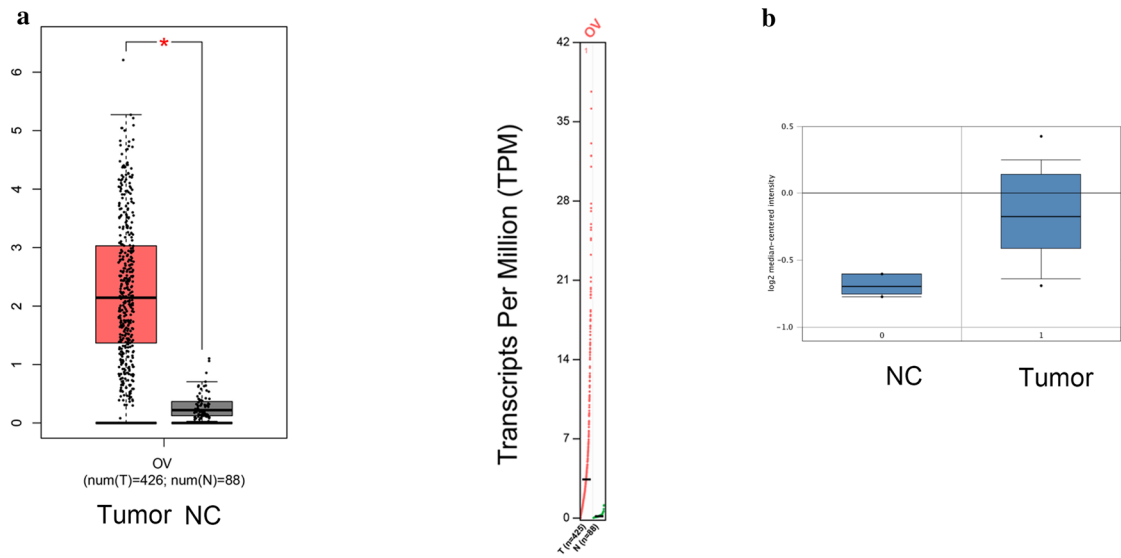 a
*
6
5
4
3
2
1
0
OV
(num(T)=426; num(N)=88)
Tumor NC
OV
1
Transcripts Per Million (TPM)
42
35
28
21
14
7
0
T (n=425)
N (n=88)
b
log2 median-centered intensity
0.5
0.0
−0.5
−1.0
0 1
NC Tumor